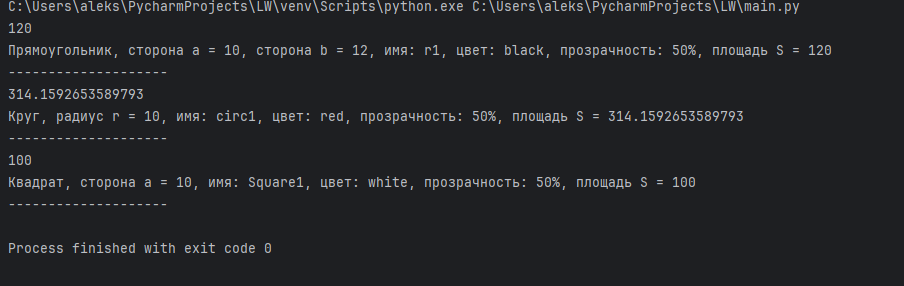 C:\Users\aleks\PycharmProjects\LW\venv\Scripts\python.exe C:\Users\aleks\PycharmProjects\LW\main.py
120
Прямоугольник, сторона a = 10, сторона b = 12, имя: r1, цвет: black, прозрачность: 50%, площадь S = 120
--------------------
314.1592653589793
Круг, радиус r = 10, имя: circ1, цвет: red, прозрачность: 50%, площадь S = 314.1592653589793
--------------------
100
Квадрат, сторона a = 10, имя: Square1, цвет: white, прозрачность: 50%, площадь S = 100
--------------------
Process finished with exit code 0